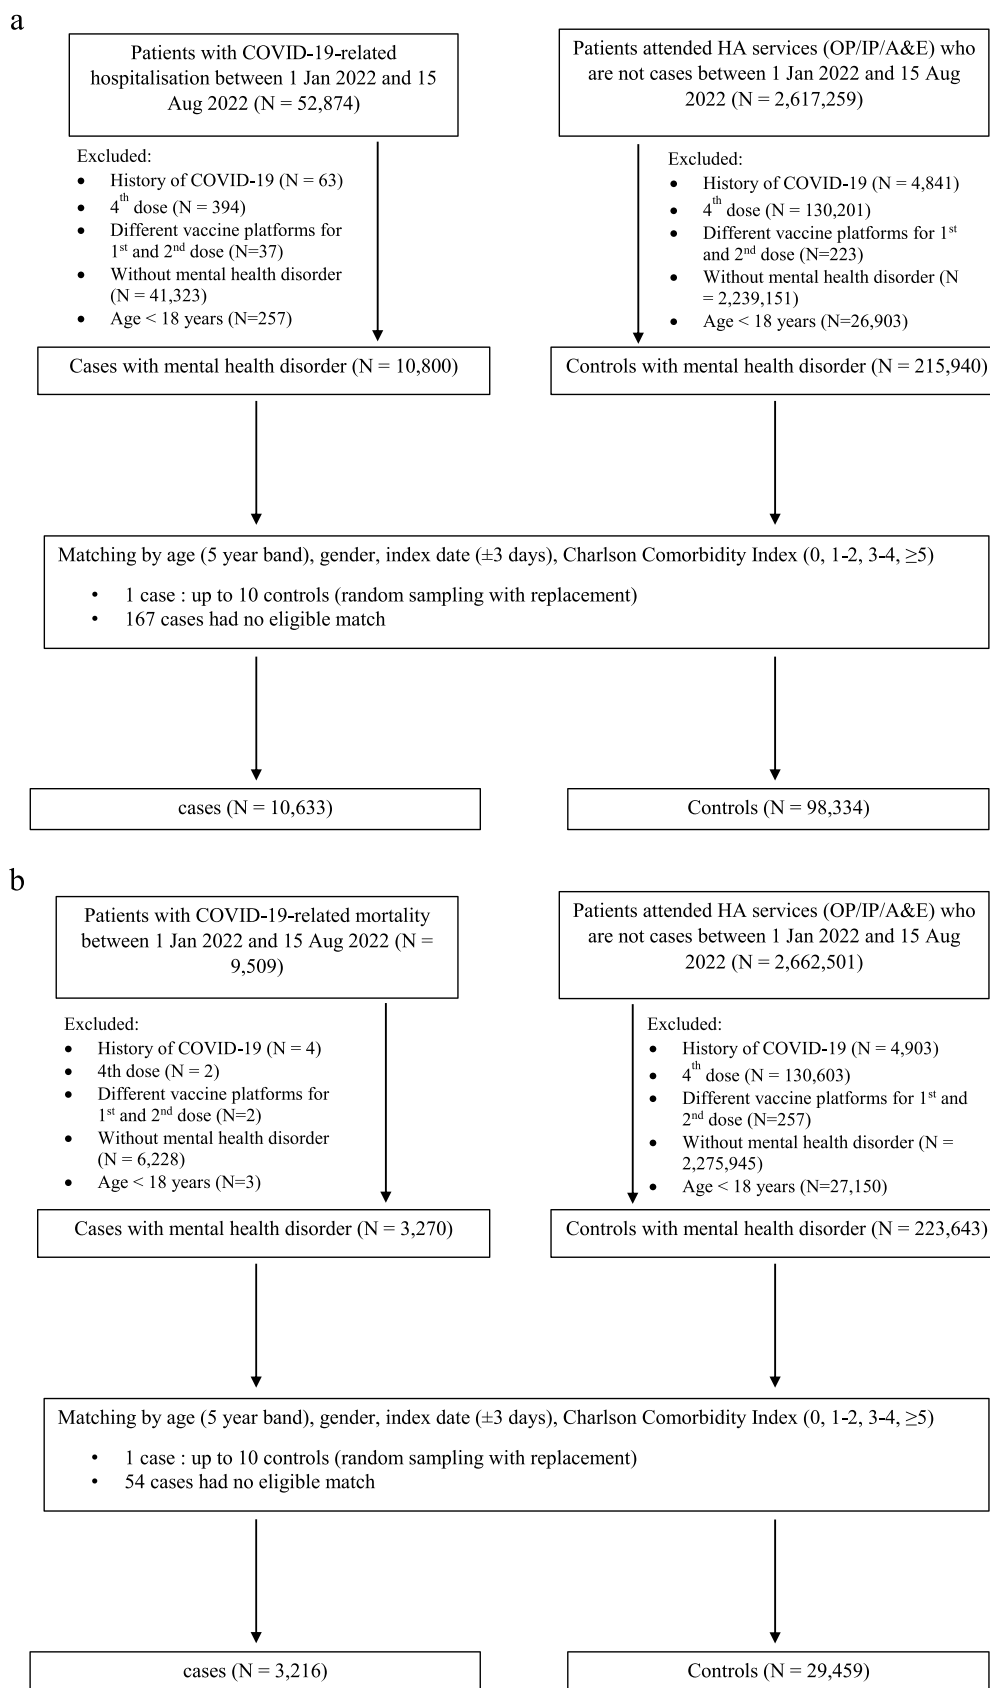 a
Patients with COVID-19-related
hospitalisation between 1 Jan 2022 and 15
Aug 2022 (N = 52,874)
Patients attended HA services (OP/IP/A&E) who
are not cases between 1 Jan 2022 and 15 Aug
2022 (N = 2,617,259)
Excluded:
• History of COVID-19 (N = 63)
• 4th dose (N = 394)
• Different vaccine platforms for
1st and 2nd dose (N=37)
• Without mental health disorder
(N = 41,323)
• Age < 18 years (N=257)
Excluded:
• History of COVID-19 (N = 4,841)
• 4th dose (N = 130,201)
• Different vaccine platforms for 1st
and 2nd dose (N=223)
• Without mental health disorder (N
= 2,239,151)
• Age < 18 years (N=26,903)
Cases with mental health disorder (N = 10,800)
Controls with mental health disorder (N = 215,940)
Matching by age (5 year band), gender, index date (±3 days), Charlson Comorbidity Index (0, 1-2, 3-4, ≥5)
• 1 case : up to 10 controls (random sampling with replacement)
• 167 cases had no eligible match
cases (N = 10,633)
Controls (N = 98,334)
b
Patients with COVID-19-related mortality
between 1 Jan 2022 and 15 Aug 2022 (N =
9,509)
Patients attended HA services (OP/IP/A&E) who
are not cases between 1 Jan 2022 and 15 Aug
2022 (N = 2,662,501)
Excluded:
• History of COVID-19 (N = 4)
• 4th dose (N = 2)
• Different vaccine platforms for
1st and 2nd dose (N=2)
• Without mental health disorder
(N = 6,228)
• Age < 18 years (N=3)
Excluded:
• History of COVID-19 (N = 4,903)
• 4th dose (N = 130,603)
• Different vaccine platforms for 1st and
2nd dose (N=257)
• Without mental health disorder (N =
2,275,945)
• Age < 18 years (N=27,150)
Cases with mental health disorder (N = 3,270)
Controls with mental health disorder (N = 223,643)
Matching by age (5 year band), gender, index date (±3 days), Charlson Comorbidity Index (0, 1-2, 3-4, ≥5)
• 1 case : up to 10 controls (random sampling with replacement)
• 54 cases had no eligible match
cases (N = 3,216)
Controls (N = 29,459)